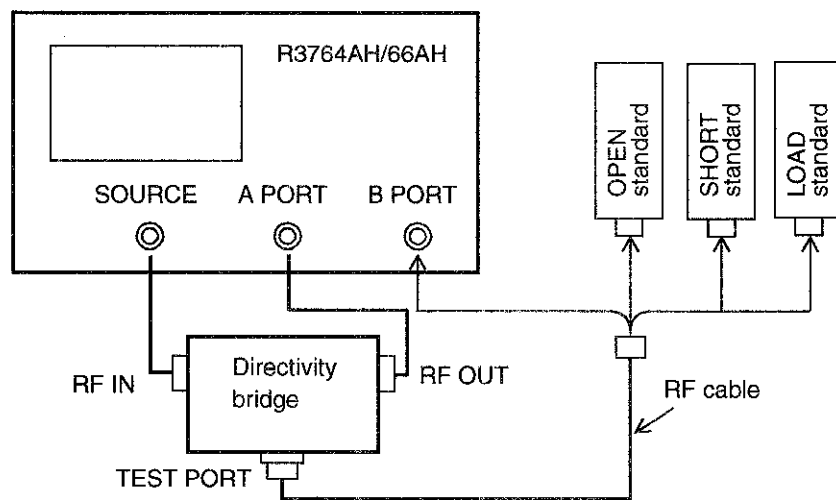 R3764AH/66AH
SOURCE
A PORT
B PORT
OPEN
standard
SHORT
standard
LOAD
standard
RF IN
Directivity
bridge
RF OUT
TEST PORT
RF cable